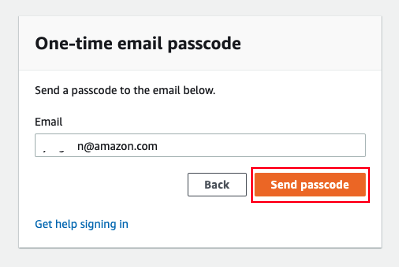 One-time email passcode
Send a passcode to the email below.
Email
n@amazon.com
Back
Send passcode
Get help signing in